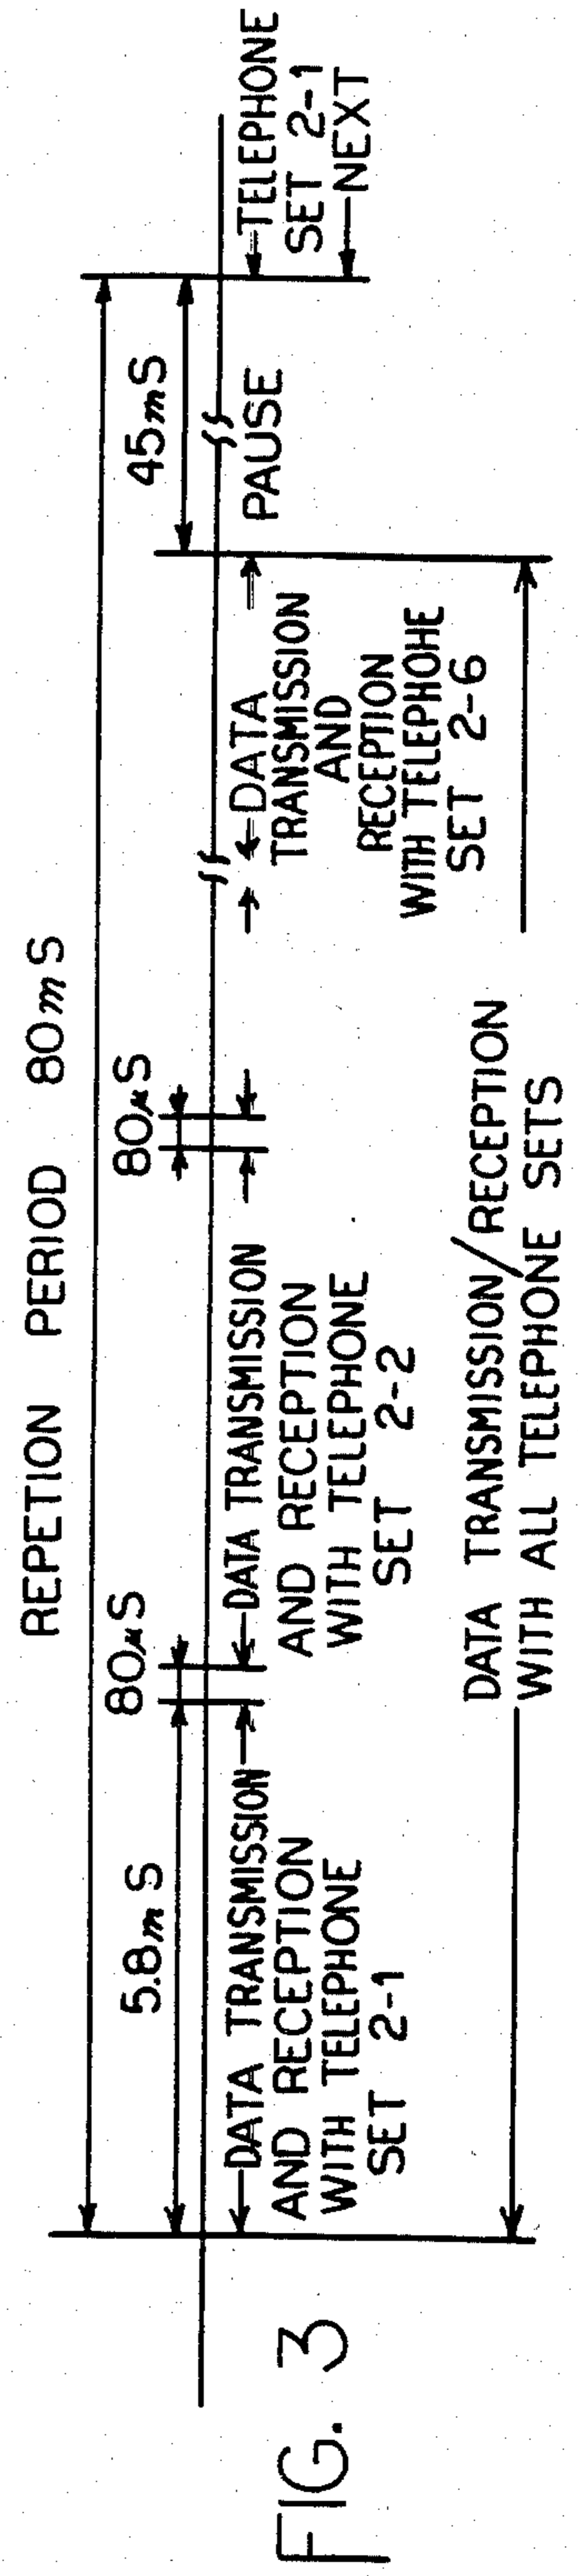 REPETION PERIOD 80mS
5.8mS
80μS
80μS
45mS
DATA TRANSMISSION
AND RECEPTION
WITH TELEPHONE
SET 2-1
DATA TRANSMISSION
AND RECEPTION
WITH TELEPHONE
SET 2-2
DATA
TRANSMISSION
AND
RECEPTION
WITH TELEPHOHE
SET 2-6
PAUSE
TELEPHONE
SET 2-1
NEXT
DATA TRANSMISSION/RECEPTION
WITH ALL TELEPHONE SETS
FIG. 3